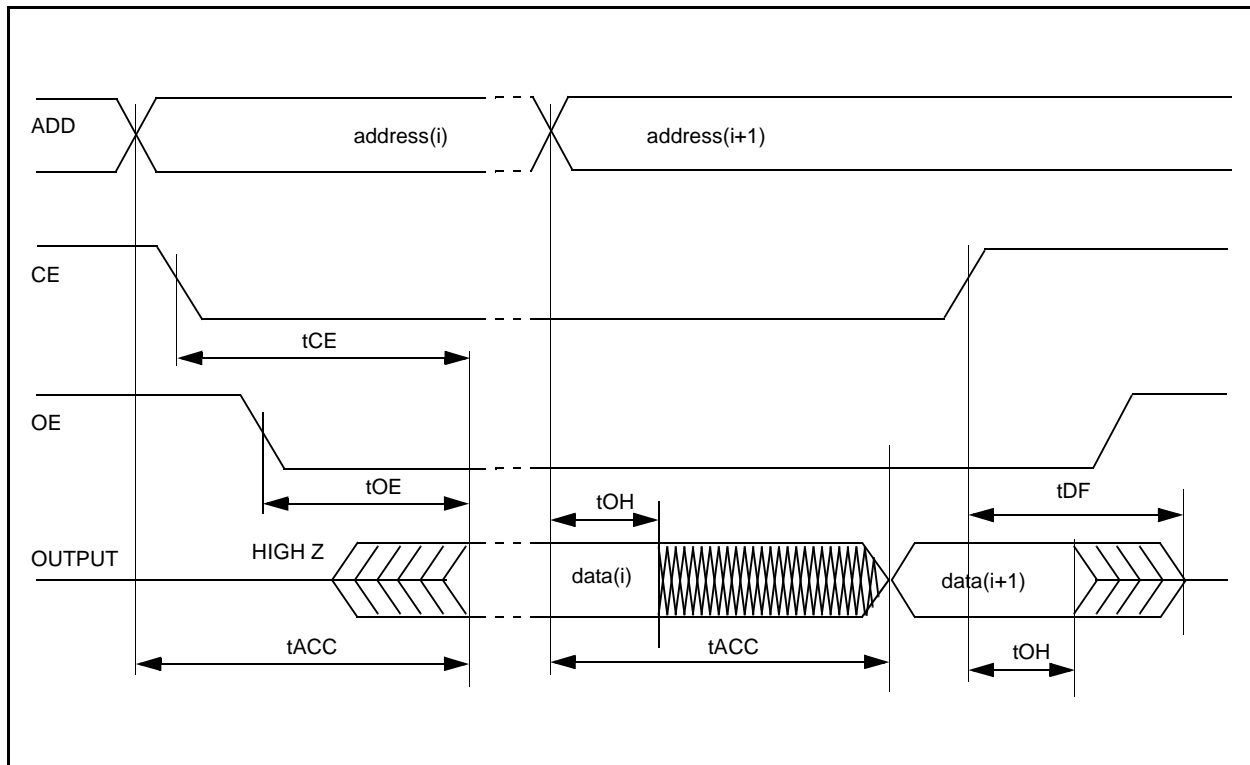 ADD
address(i)
address(i+1)
CE
tCE
OE
tOE
tOH
tDF
OUTPUT
HIGH Z
data(i)
data(i+1)
tACC
tACC
tOH